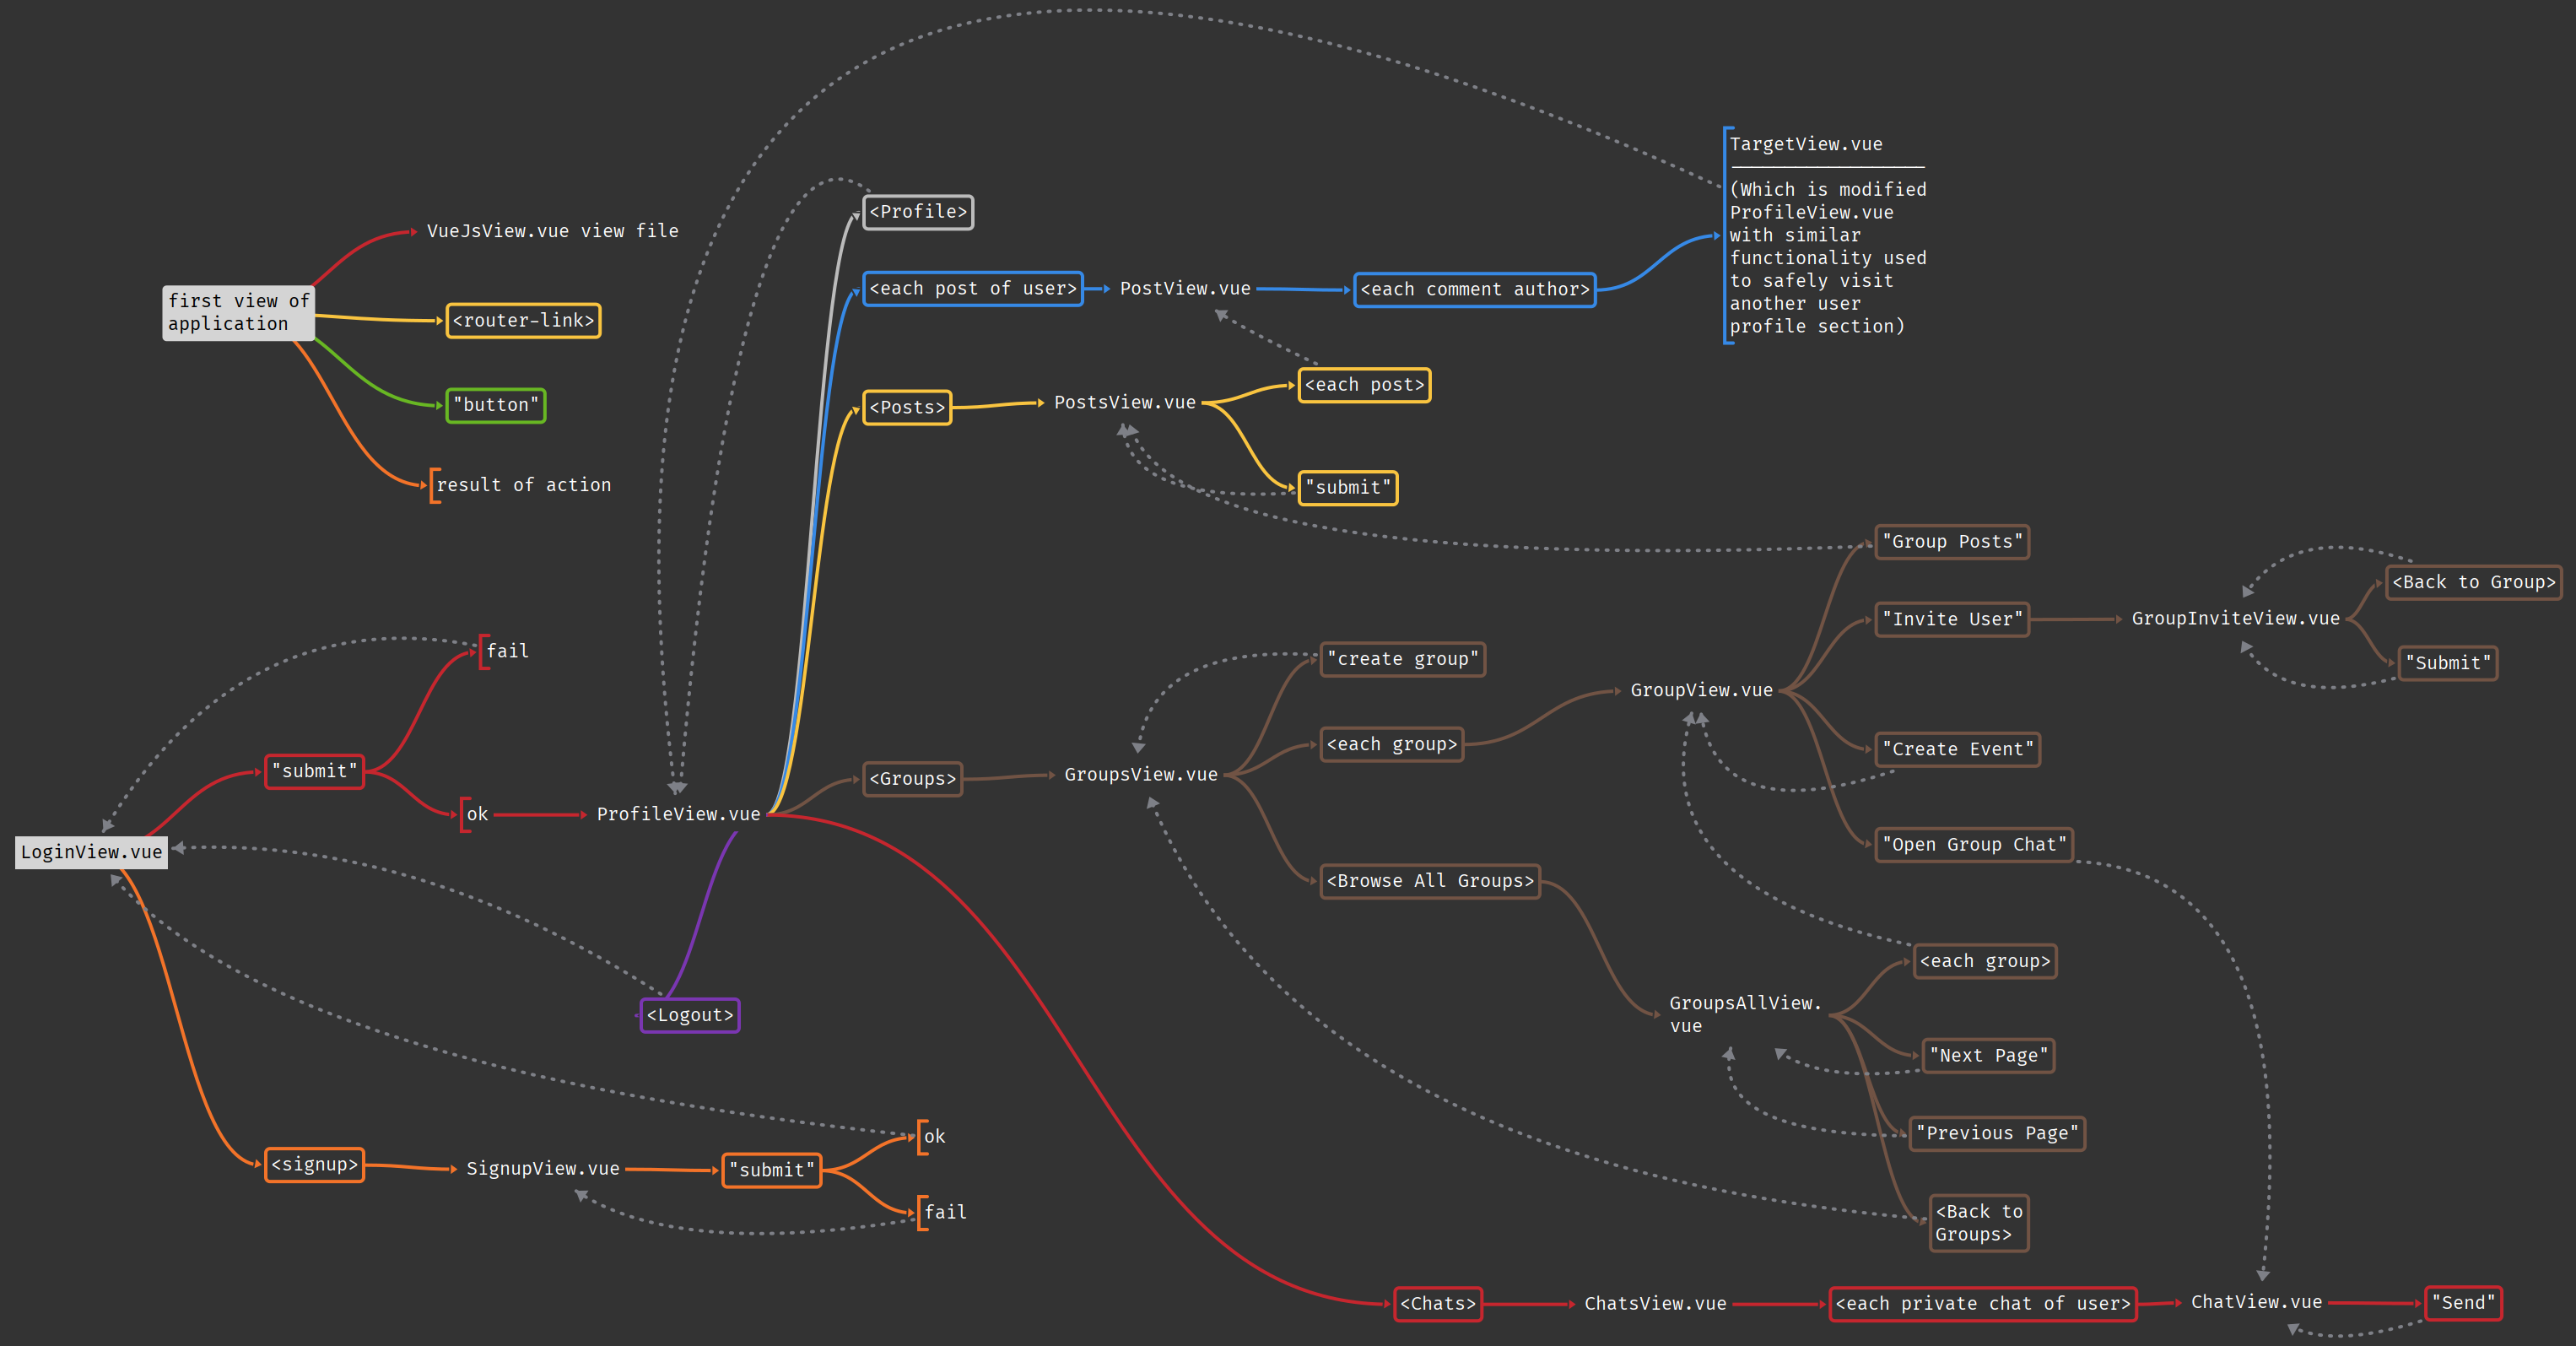 TargetView.vue
(Which is modified
ProfileView.vue
with similar
functionality used
to safely visit
another user
profile section)
<Profile>
VueJsView.vue view file
<each post of user>
PostView.vue
<each comment author>
first view of
application
<router-link>
"button"
<Posts>
PostsView.vue
<each post>
result of action
"submit"
"Group Posts"
<Back to Group>
"Invite User"
GroupInviteView.vue
fail
"create group"
"Submit"
GroupView.vue
<each group>
"Create Event"
"submit"
<Groups>
GroupsView.vue
ok
ProfileView.vue
"Open Group Chat"
LoginView.vue
<Browse All Groups>
<each group>
GroupsAllView.
vue
<Logout>
"Next Page"
"Previous Page"
ok
<signup>
SignupView.vue
"submit"
fail
<Back to
Groups>
<Chats>
ChatsView.vue
<each private chat of user>
ChatView.vue
"Send"